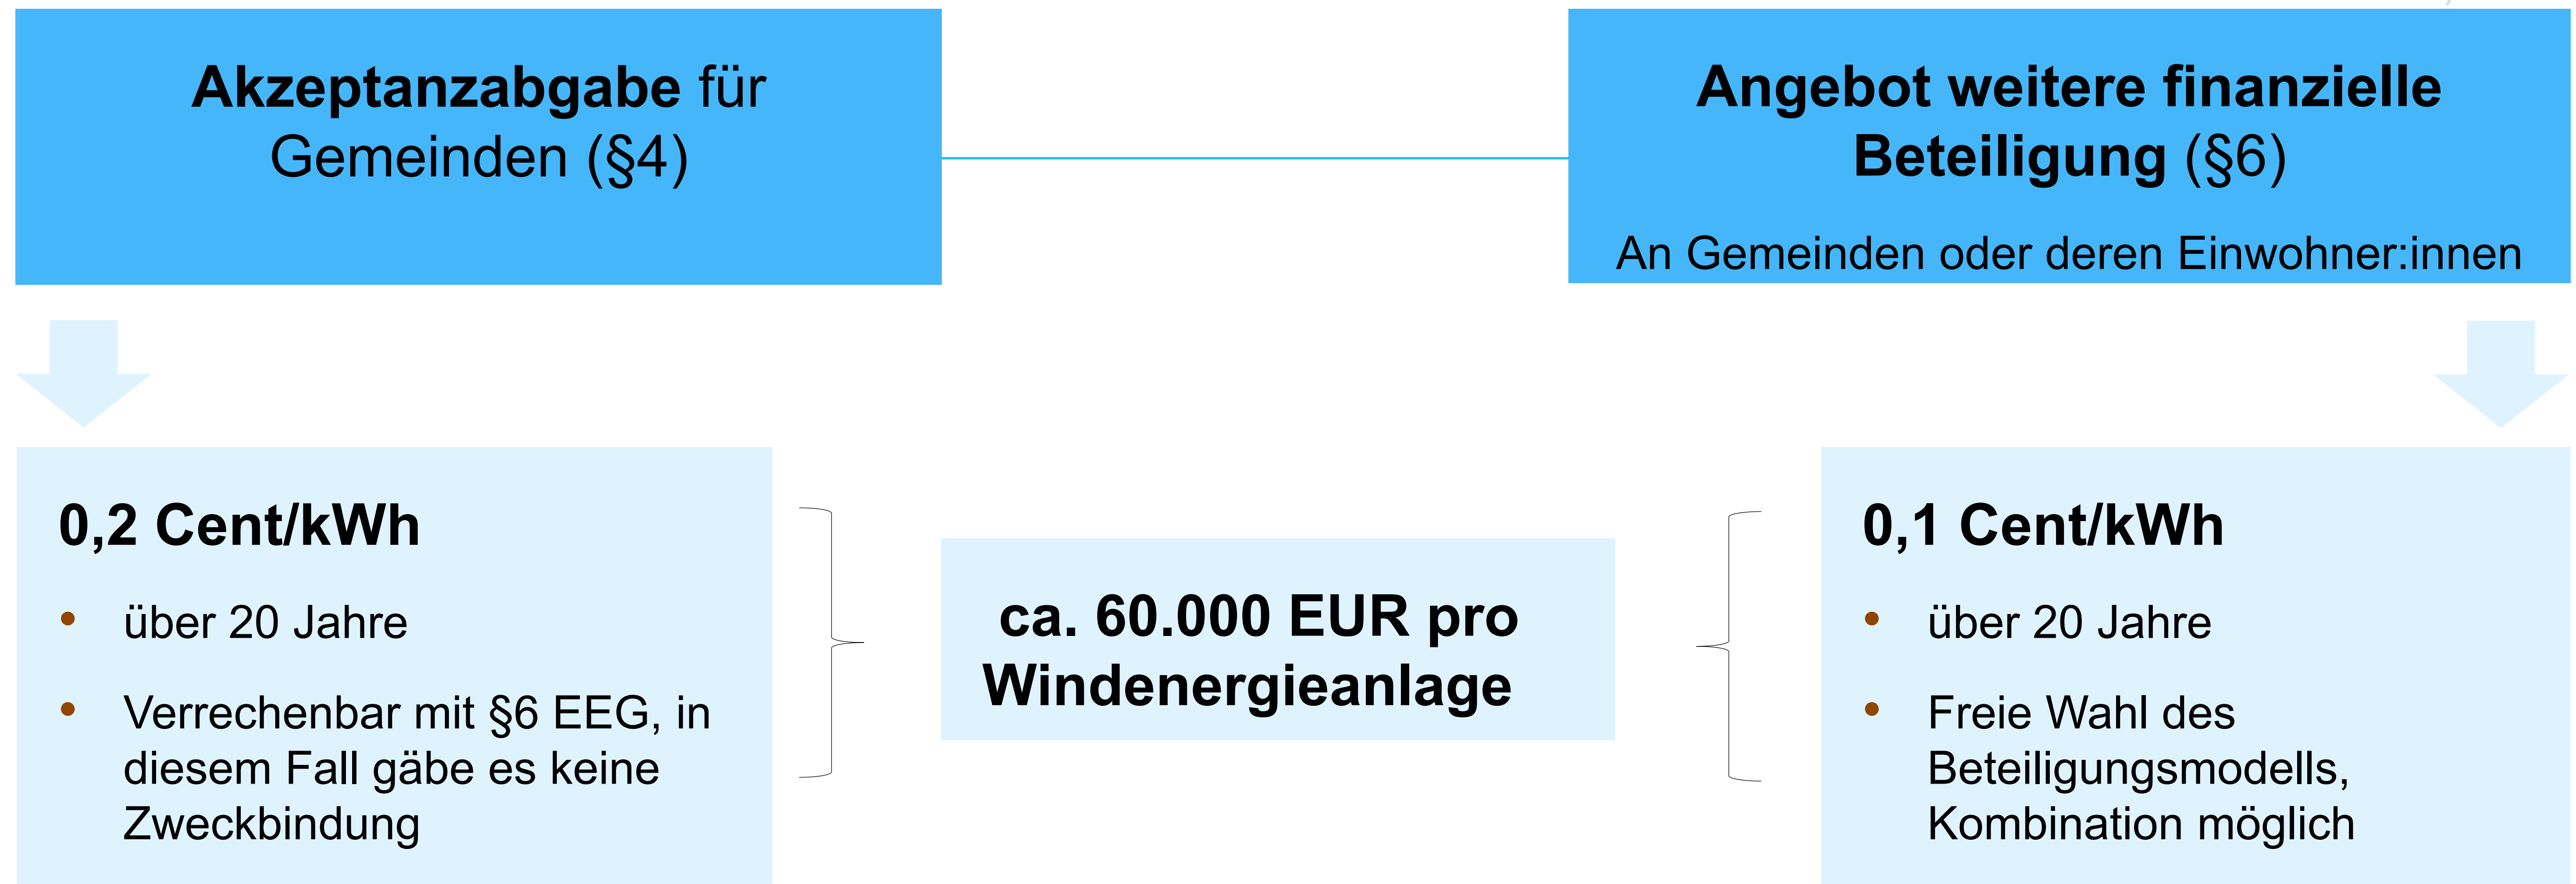 Akzeptanzabgabe für
Gemeinden (§4)
Angebot weitere finanzielle
Beteiligung (§6)
An Gemeinden oder deren Einwohner:innen
0,2 Cent/kWh
• über 20 Jahre
• Verrechenbar mit §6 EEG, in
diesem Fall gäbe es keine
Zweckbindung
ca. 60.000 EUR pro
Windenergieanlage
0,1 Cent/kWh
• über 20 Jahre
• Freie Wahl des
Beteiligungsmodells,
Kombination möglich